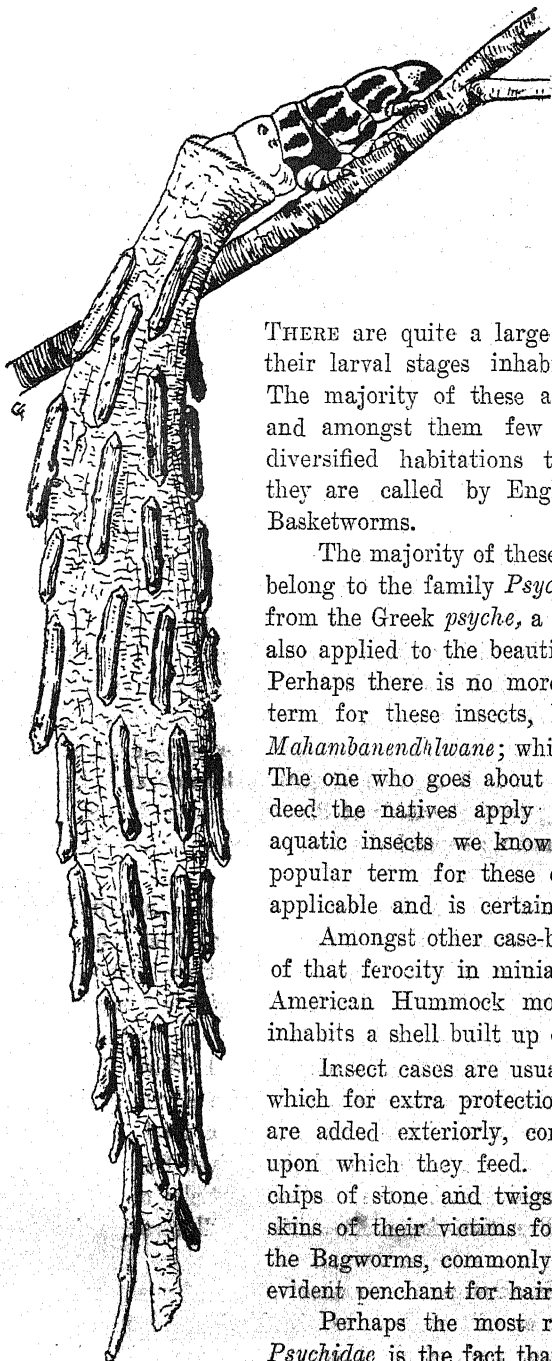 THERE are quite a large
their larval stages inhab
The majority of these a
and amongst them few
diversified habitations t
they are called by Eng
Basketworms.
The majority of these
belong to the family Psyc
from the Greek psyche, a
also applied to the beauti
Perhaps there is no more
term for these insects,
Mahambanendhlwane; whi
The one who goes about
deed the natives apply
aquatic insects we know
popular term for these
applicable and is certain
Amongst other case-b
of that ferocity in minia
American Hummock mo
inhabits a shell built up
Insect cases are usua
which for extra protectio
are added exteriorly, con
upon which they feed.
chips of stone and twigs
skins of their victims fo
the Bagworms, commonly
evident penchant for hair
Perhaps the most r
Psychidae is the fact tha